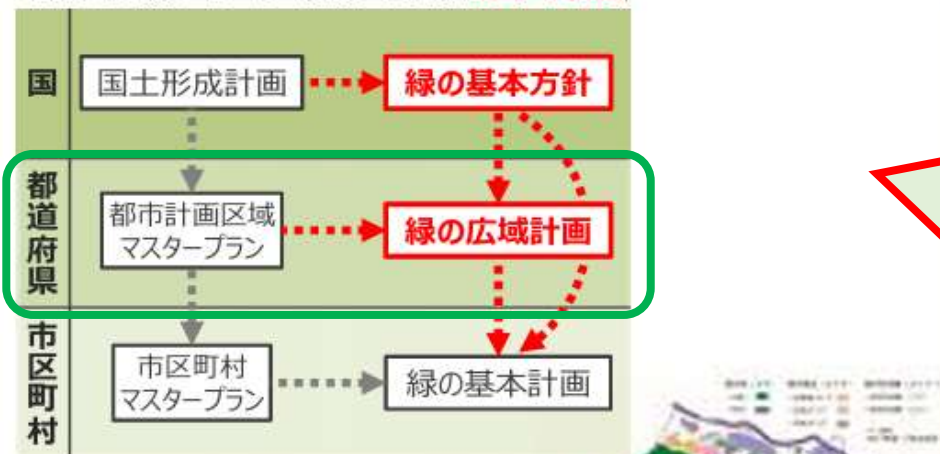 国
国土形成計画
緑の基本方針
都道府県
都市計画区域
マスタープラン
緑の広域計画
市区町村
市区町村
マスタープラン
緑の基本計画